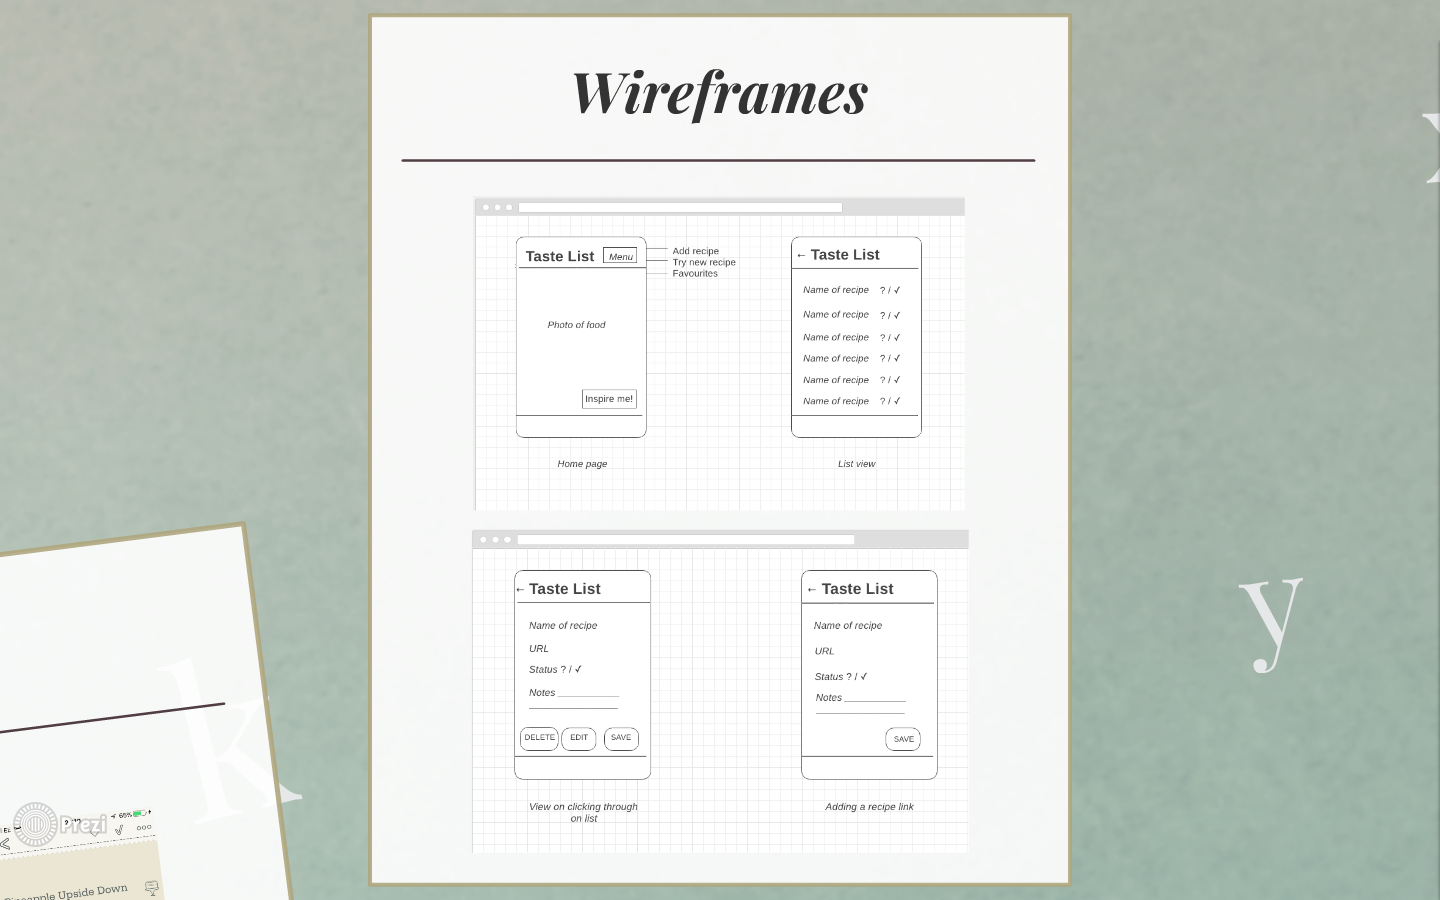 Wireframes
Taste List
Menu
Add recipe
Try new recipe
Favourites
Photo of food
Inspire me!
Home page
← Taste List
Name of recipe ? / ✓
Name of recipe ? / ✓
Name of recipe ? / ✓
Name of recipe ? / ✓
Name of recipe ? / ✓
Name of recipe ? / ✓
List view
← Taste List
Name of recipe
URL
Status ? / ✓
Notes
DELETE EDIT SAVE
View on clicking through
on list
← Taste List
Name of recipe
URL
Status ? / ✓
Notes
SAVE
Adding a recipe link
y
k
Prezi
66%
Upside Down